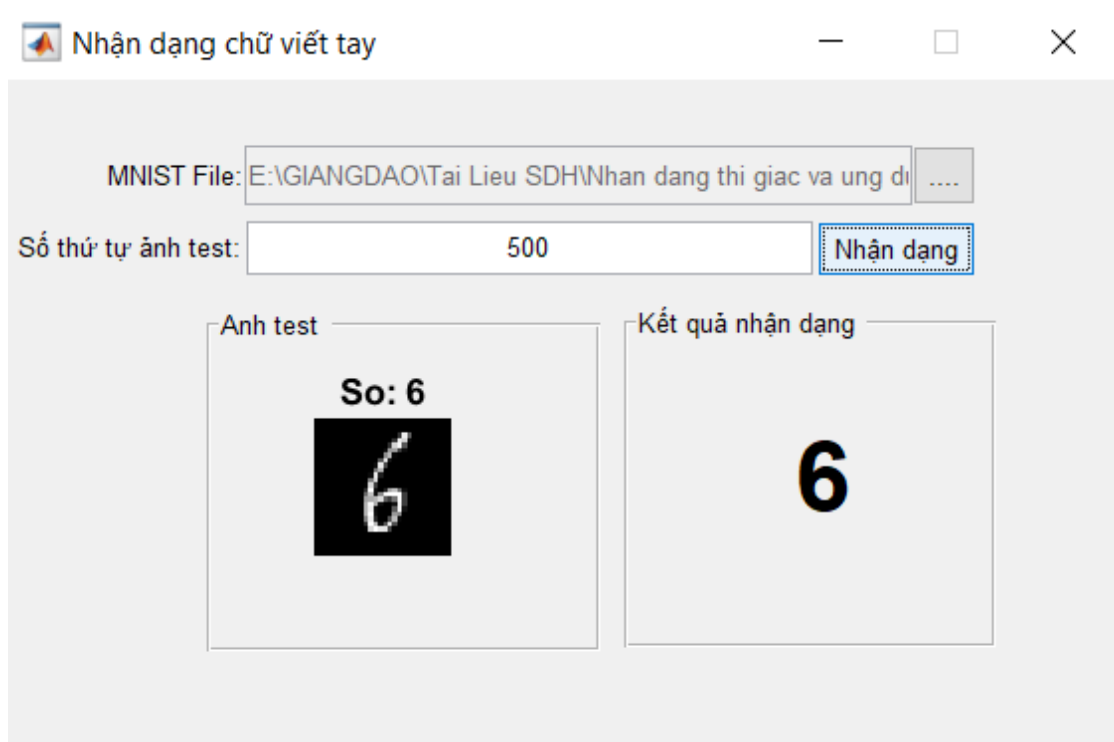 Nhận dạng chữ viết tay
MNIST File: E:\GIANGDAO\Tai Lieu SDH\Nhan dang thi giac va ung ....
Số thứ tự ảnh test: 500 Nhận dạng
Anh test
So: 6
6
Kết quả nhận dạng
6